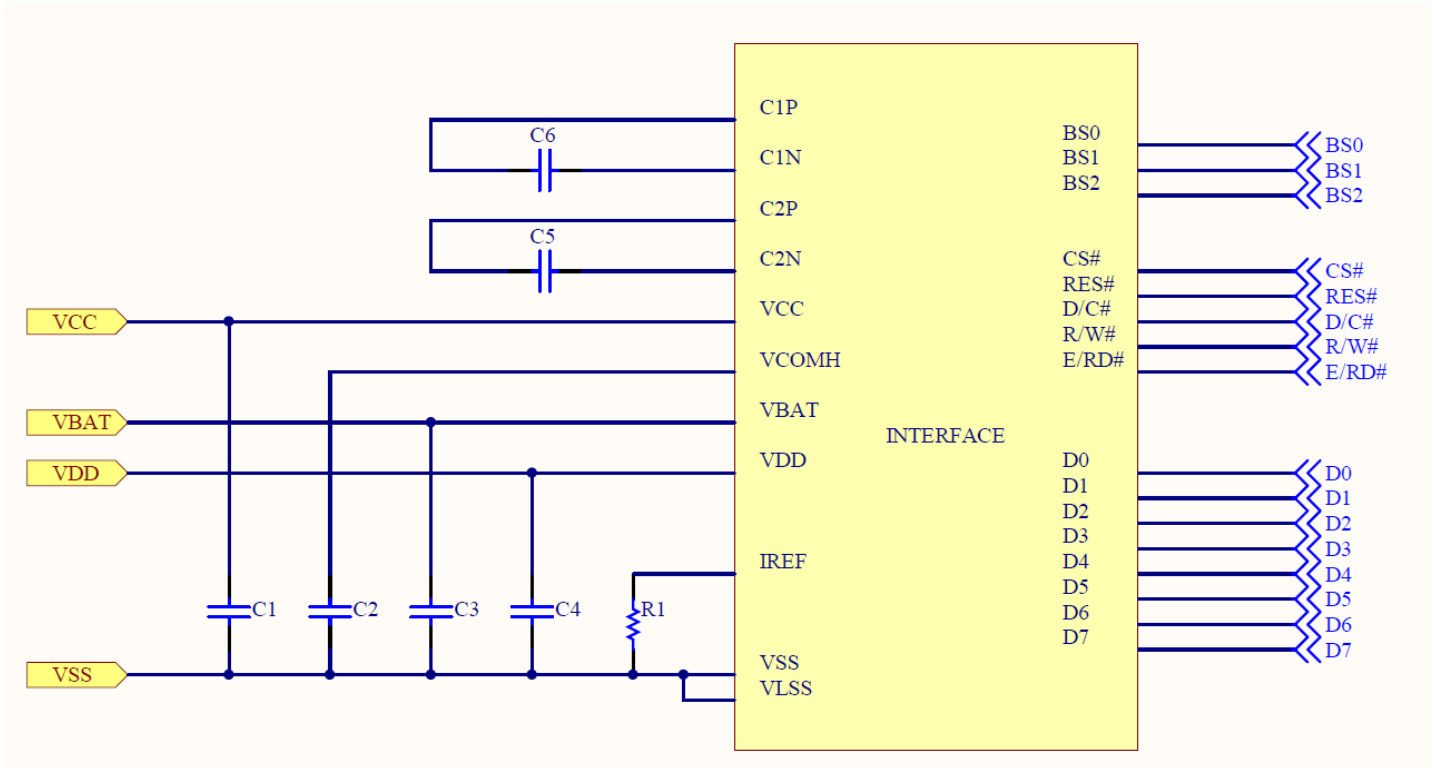 C1P
C6
BS0
BS0
C1N
BS1
BS1
BS2
BS2
C2P
C5
C2N
CS#
CS#
RES#
RES#
VCC
VCC
D/C#
D/C#
R/W#
R/W#
VCOMH
E/RD#
E/RD#
VBAT
VBAT
INTERFACE
VDD
VDD
D0
D0
D1
D1
D2
D2
D3
D3
IREF
D4
D4
D5
D5
C1
C2
C3
C4
R1
D6
D6
D7
D7
VSS
VSS
VLSS